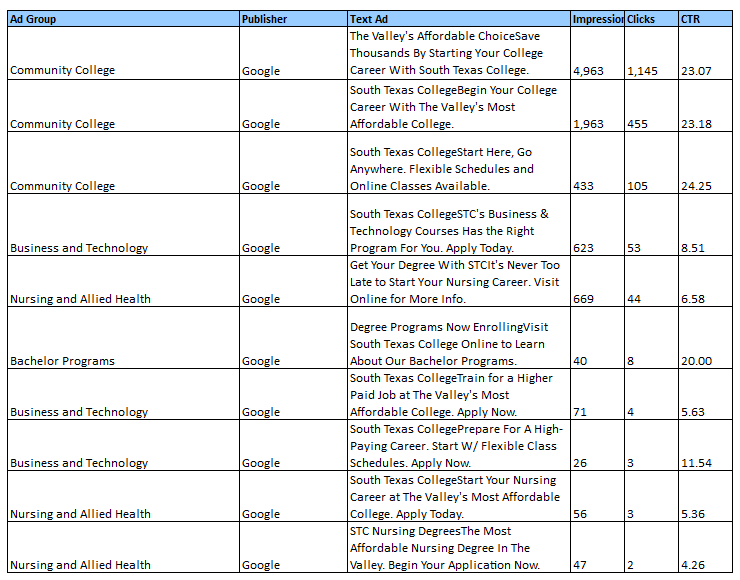 Ad Group Publisher Text Ad Impression Clicks CTR
The Valley's Affordable ChoiceSave
Thousands By Starting Your College
Community College Google Career With South Texas College. 4,963 1,145 23.07
South Texas CollegeBegin Your College
Career With The Valley's Most
Community College Google Affordable College. 1,963 455 23.18
South Texas CollegeStart Here, Go
Anywhere. Flexible Schedules and
Community College Google Online Classes Available. 433 105 24.25
South Texas CollegeSTC's Business &
Technology Courses Has the Right
Business and Technology Google Program For You. Apply Today. 623 53 8.51
Get Your Degree With STCIt's Never Too
Late to Start Your Nursing Career. Visit
Nursing and Allied Health Google Online for More Info. 669 44 6.58
Degree Programs Now EnrollingVisit
South Texas College Online to Learn
Bachelor Programs Google About Our Bachelor Programs. 40 8 20.00
South Texas CollegeTrain for a Higher
Paid Job at The Valley's Most
Business and Technology Google Affordable College. Apply Now. 71 4 5.63
South Texas CollegePrepare For A High-
Paying Career. Start W/ Flexible Class
Business and Technology Google Schedules. Apply Now. 26 3 11.54
South Texas CollegeStart Your Nursing
Career at The Valley's Most Affordable
Nursing and Allied Health Google College. Apply Today. 56 3 5.36
STC Nursing DegreesThe Most
Affordable Nursing Degree In The
Nursing and Allied Health Google Valley. Begin Your Application Now. 47 2 4.26